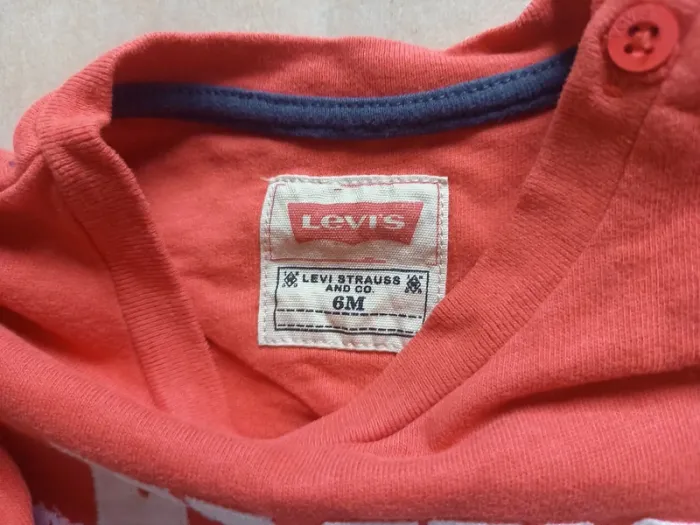 LEVI'S
LEVI STRAUSS
AND CO.
6M